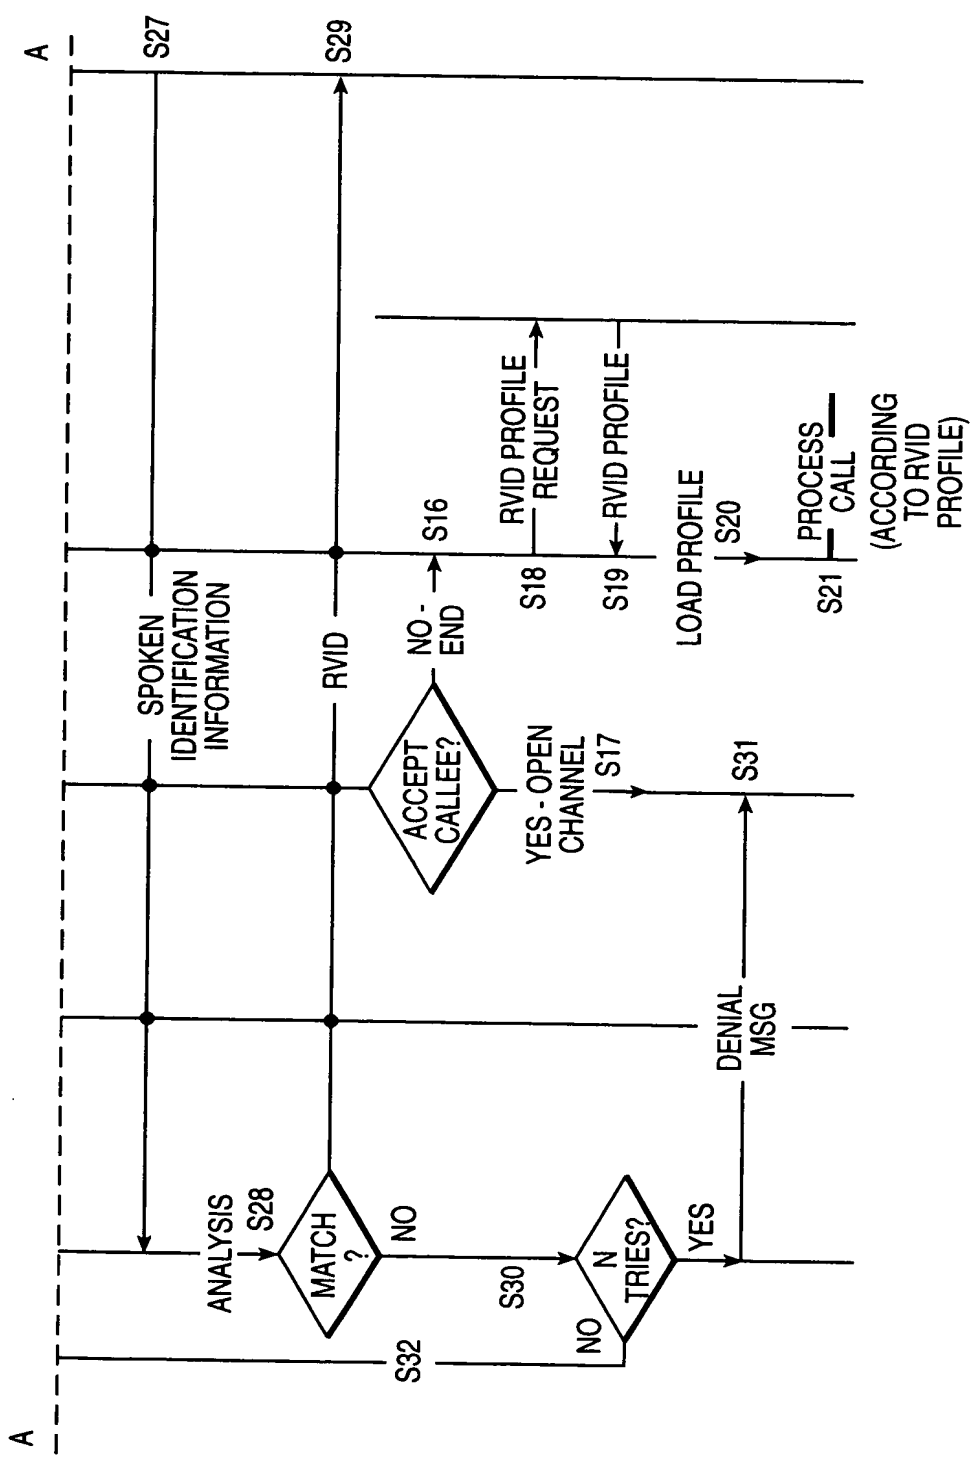 A
A
S27
SPOKEN
IDENTIFICATION
INFORMATION
ANALYSIS
S28
MATCH
?
NO
RVID
S29
ACCEPT
CALLEE?
NO -
END
S16
YES - OPEN
CHANNEL
S17
S18
RVID PROFILE
REQUEST
S19
RVID PROFILE
LOAD PROFILE
S20
S21
PROCESS
CALL
(ACCORDING
TO RVID
PROFILE)
S30
N
TRIES?
NO
S32
YES
DENIAL
MSG
S31